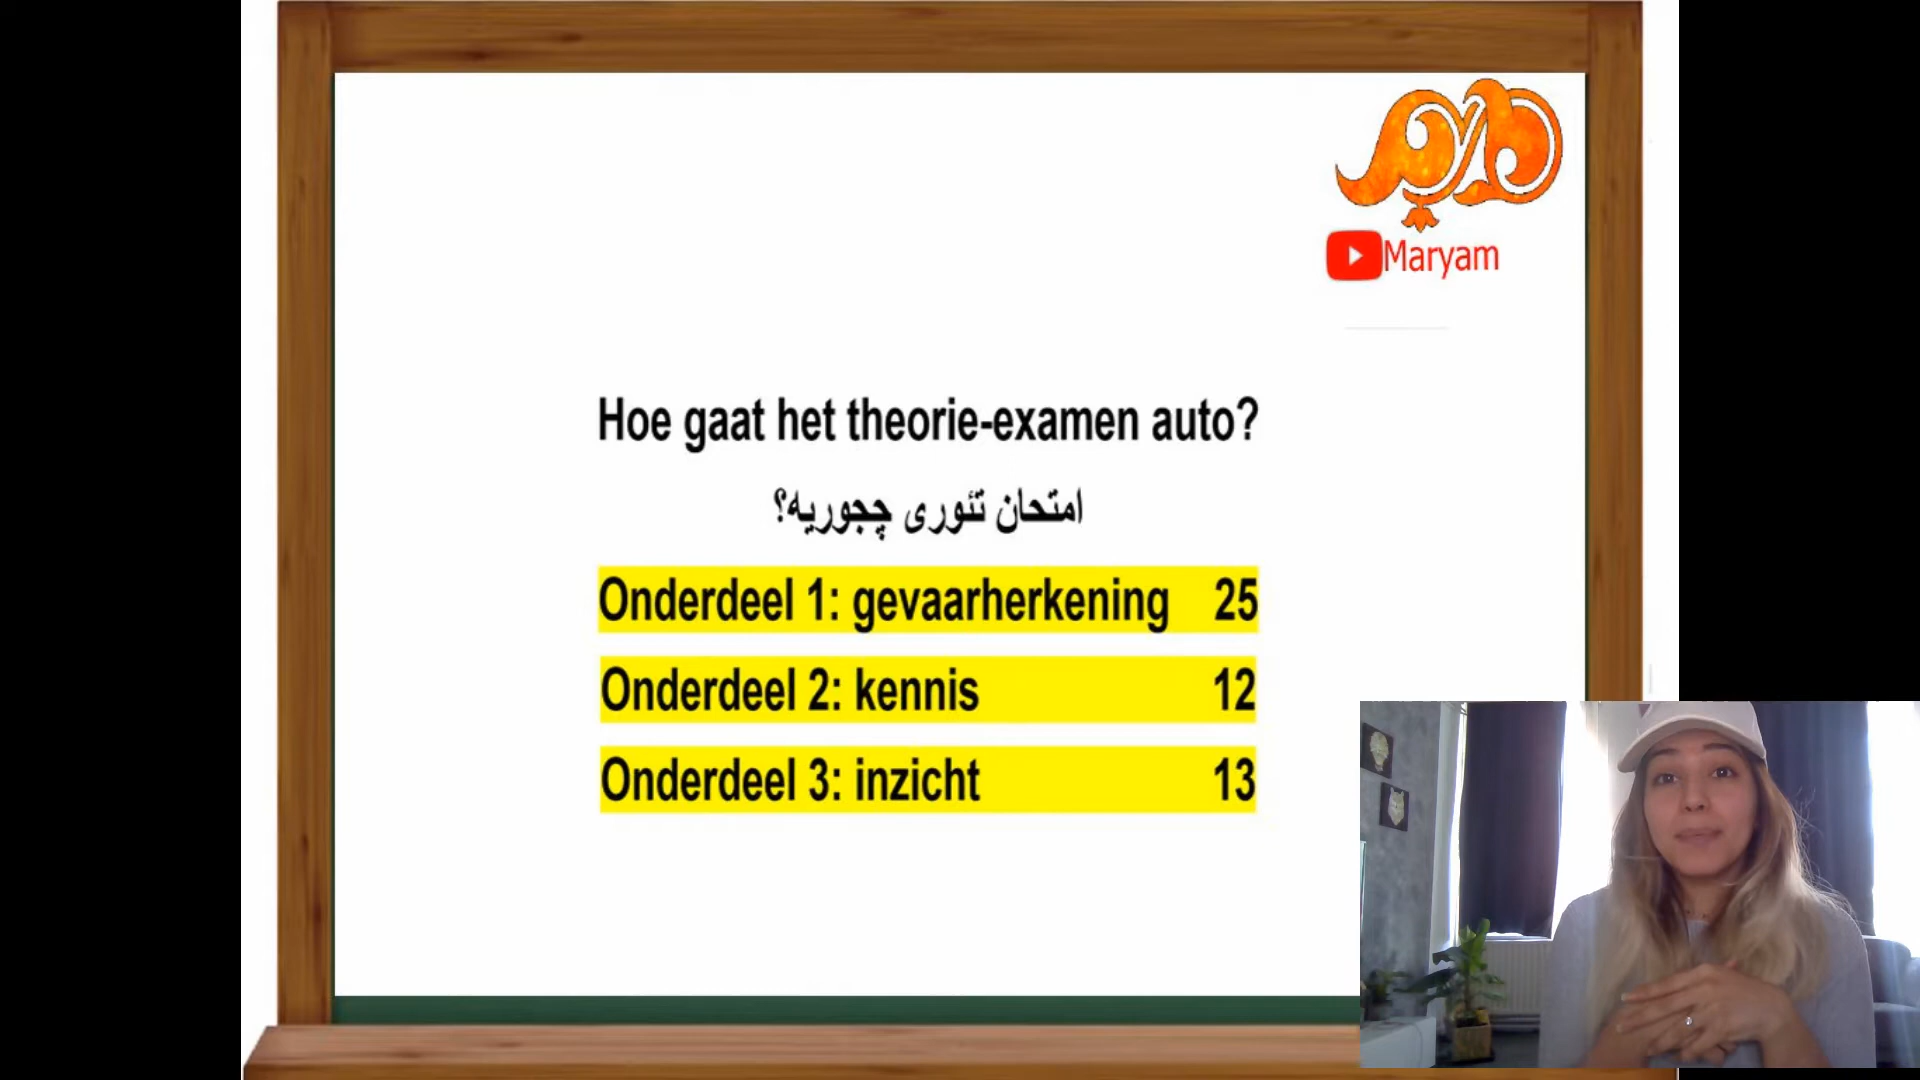 مریم
Maryam
Hoe gaat het theorie-examen auto?
امتحان تئوری چجوریه؟
Onderdeel 1: gevaarherkening 25
Onderdeel 2: kennis 12
Onderdeel 3: inzicht 13